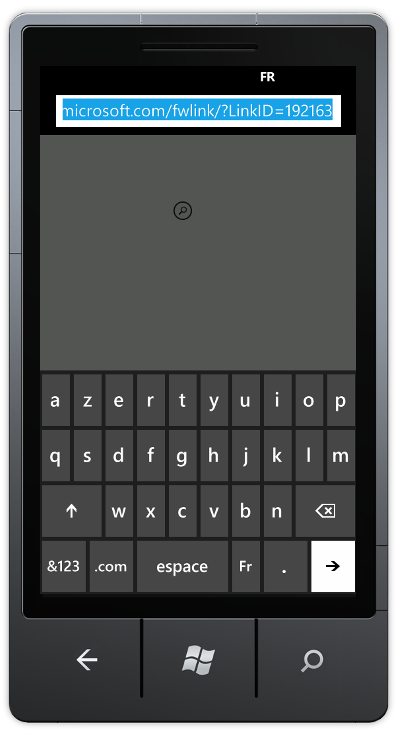 FR
microsoft.com/fwlink/?LinkID=192163
a z e r t y u i o p
q s d f g h j k l m
w x c v b n
&123 .com espace Fr .